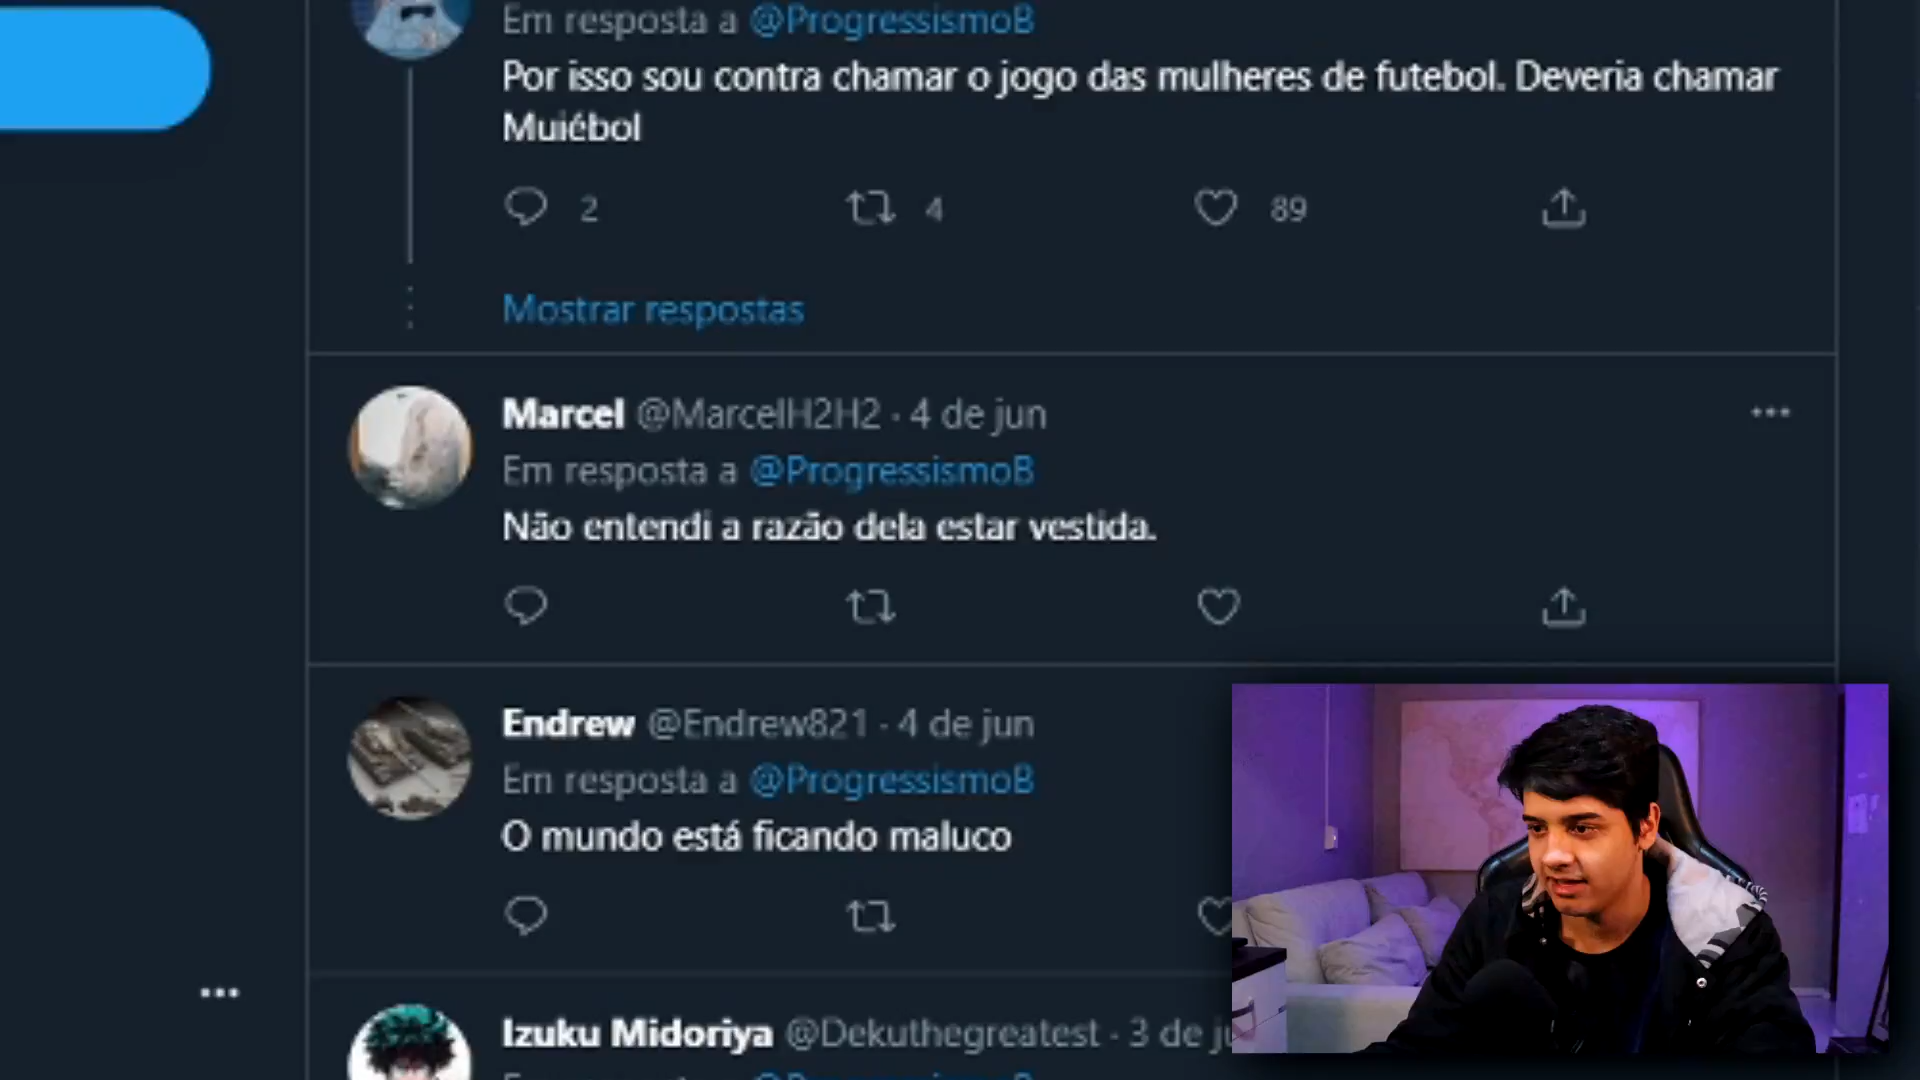 Em resposta a @ProgressismoB
Por isso sou contra chamar o jogo das mulheres de futebol. Deveria chamar
Muiébol
2 4 89
Mostrar respostas
Marcel @MarcelH2H2 · 4 de jun
Em resposta a @ProgressismoB
Não entendi a razão dela estar vestida.
Endrew @Endrew821 · 4 de jun
Em resposta a @ProgressismoB
O mundo está ficando maluco
Izuku Midoriya @Dekuthegreatest · 3 de